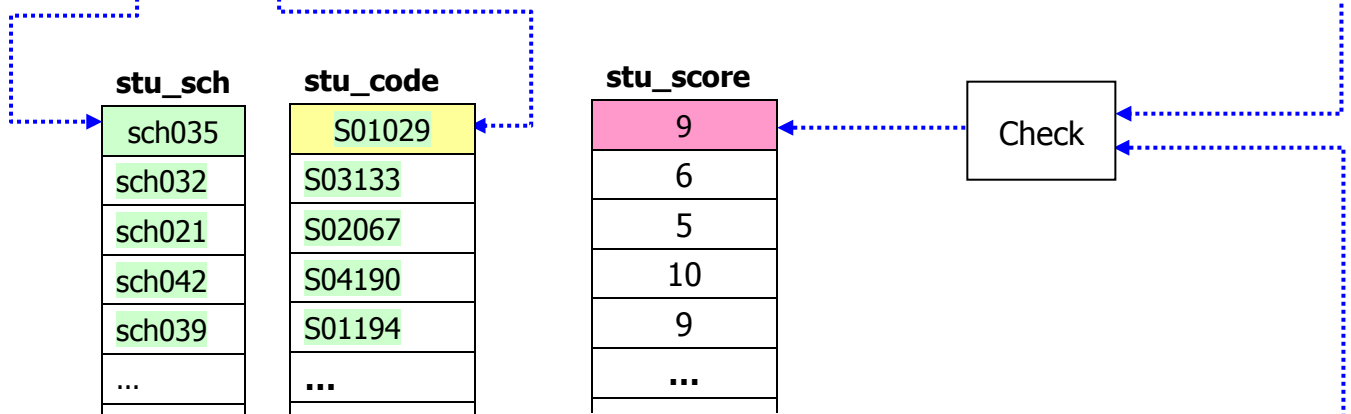 stu_sch stu_code stu_score
sch035 S01029 9 Check
sch032 S03133 6
sch021 S02067 5
sch042 S04190 10
sch039 S01194 9
... ... ...